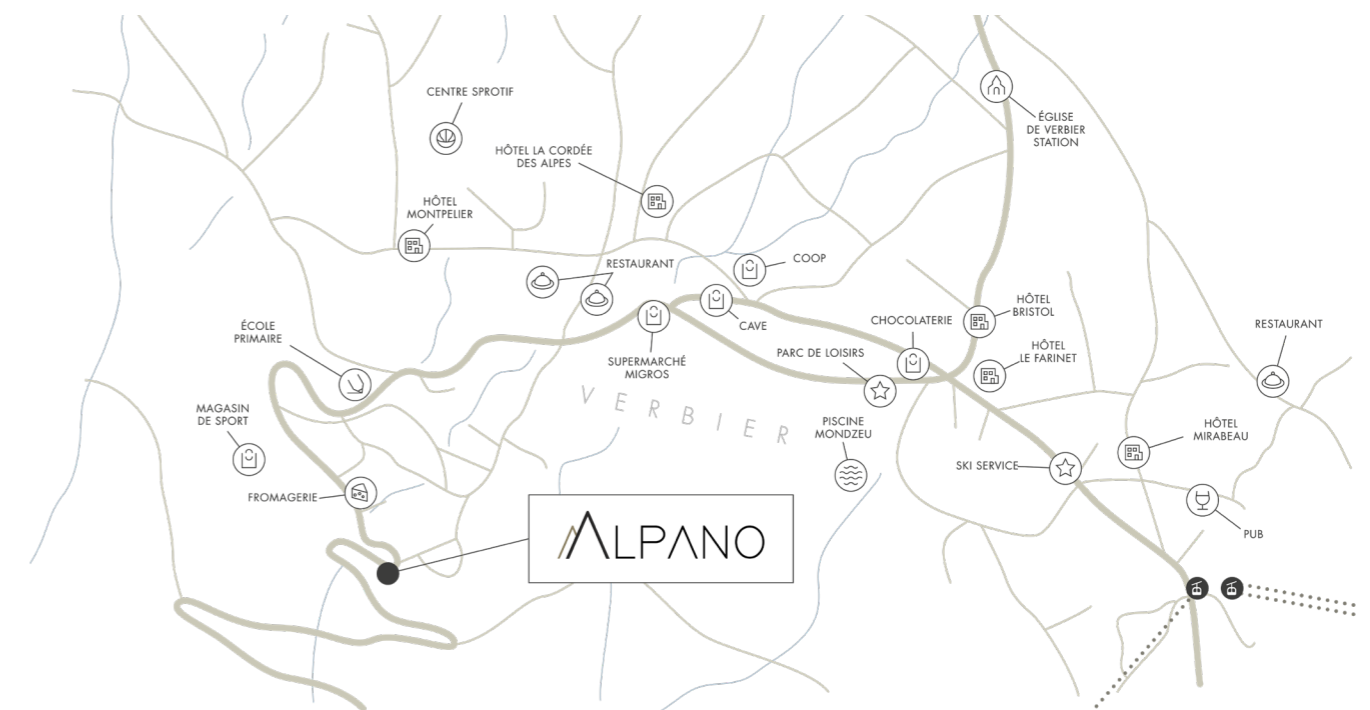 CENTRE SPROTIF
ÉGLISE
DE VERBIER
STATION
HÔTEL LA CORDÉE
DES ALPES
HÔTEL
MONTPELIER
COOP
RESTAURANT
HÔTEL
BRISTOL
CAVE
CHOCOLATERIE
RESTAURANT
ÉCOLE
PRIMAIRE
HÔTEL
LE FARINET
PARC DE LOISIRS
SUPERMARCHÉ
MIGROS
VERBIER
MAGASIN
DE SPORT
PISCINE
MONDZEU
HÔTEL
MIRABEAU
SKI SERVICE
FROMAGERIE
PUB
ALPANO